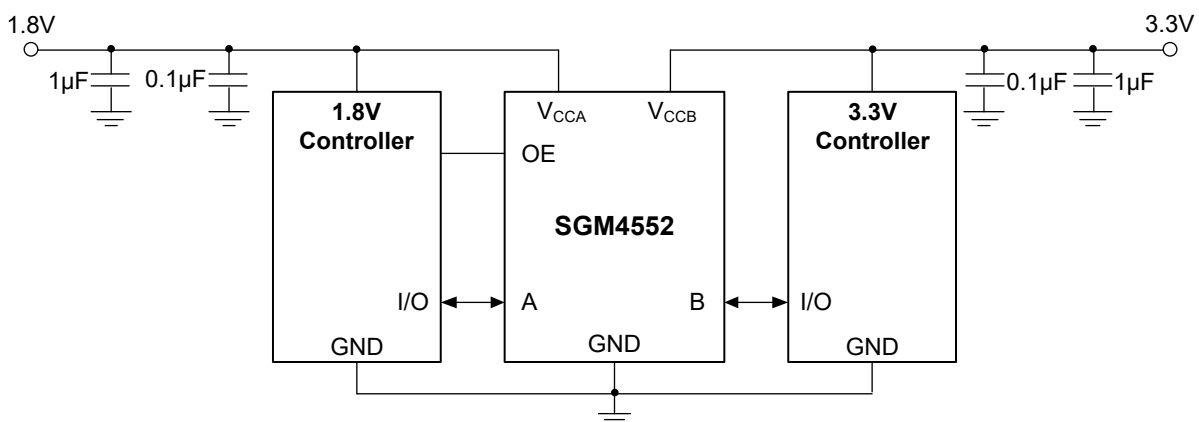 1.8V
3.3V
1µF
0.1µF
0.1µF
1µF
1.8V
Controller
VCCA
VCCB
3.3V
Controller
OE
SGM4552
I/O
A
B
I/O
GND
GND
GND